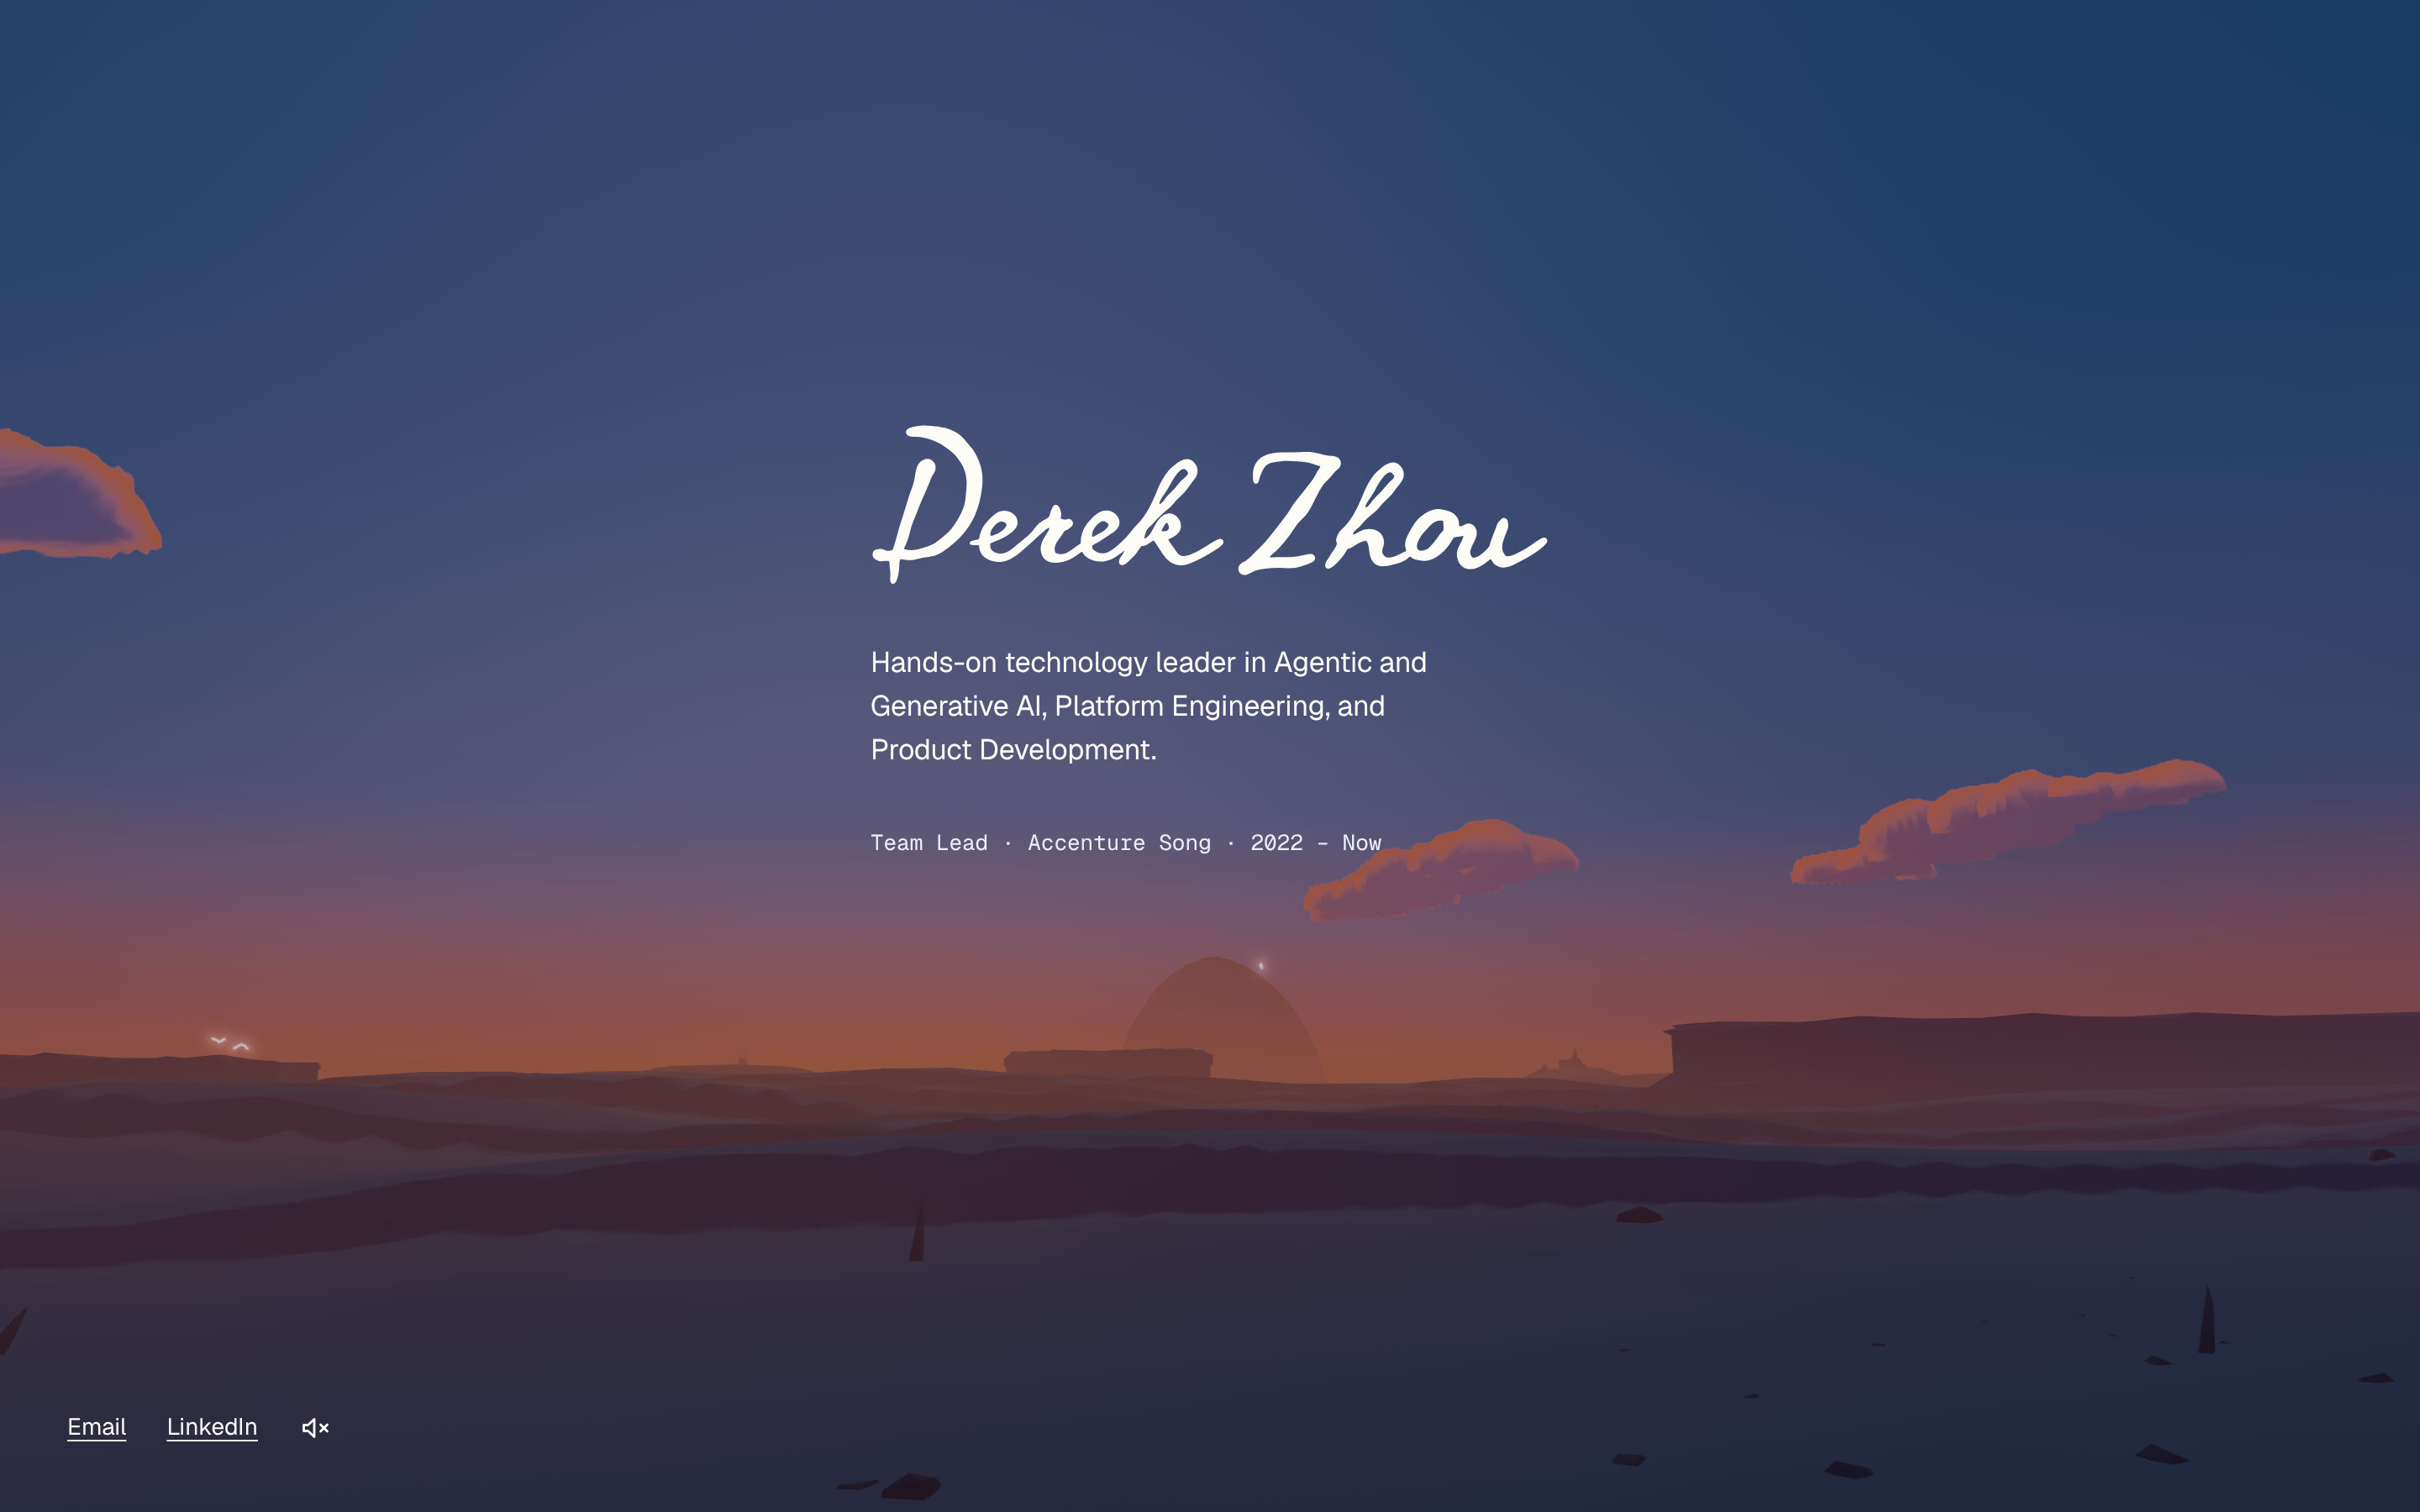 Derek Zhou
Hands-on technology leader in Agentic and
Generative AI, Platform Engineering, and
Product Development.
Team Lead · Accenture Song · 2022 – Now
Email LinkedIn